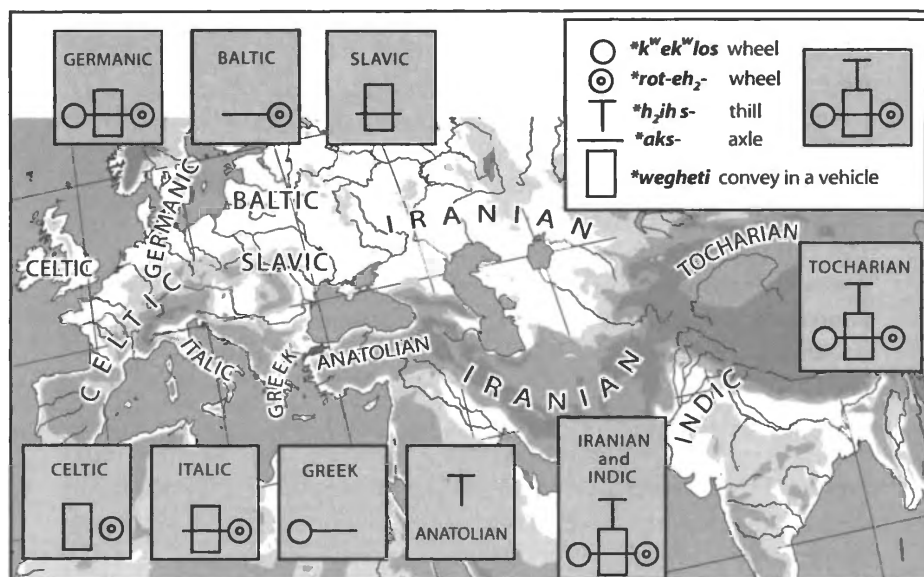 GERMANIC
BALTIC
SLAVIC
*kʷekʷlos wheel
*rot-eh₂- wheel
*h₂ihs- thill
*aks- axle
*wegheti convey in a vehicle
CELTIC
GERMANIC
BALTIC
SLAVIC
IRANIAN
TOCHARIAN
TOCHARIAN
CELTIC
ITALIC
GREEK
ANATOLIAN
IRANIAN
INDIC
CELTIC
ITALIC
GREEK
ANATOLIAN
IRANIAN
and
INDIC